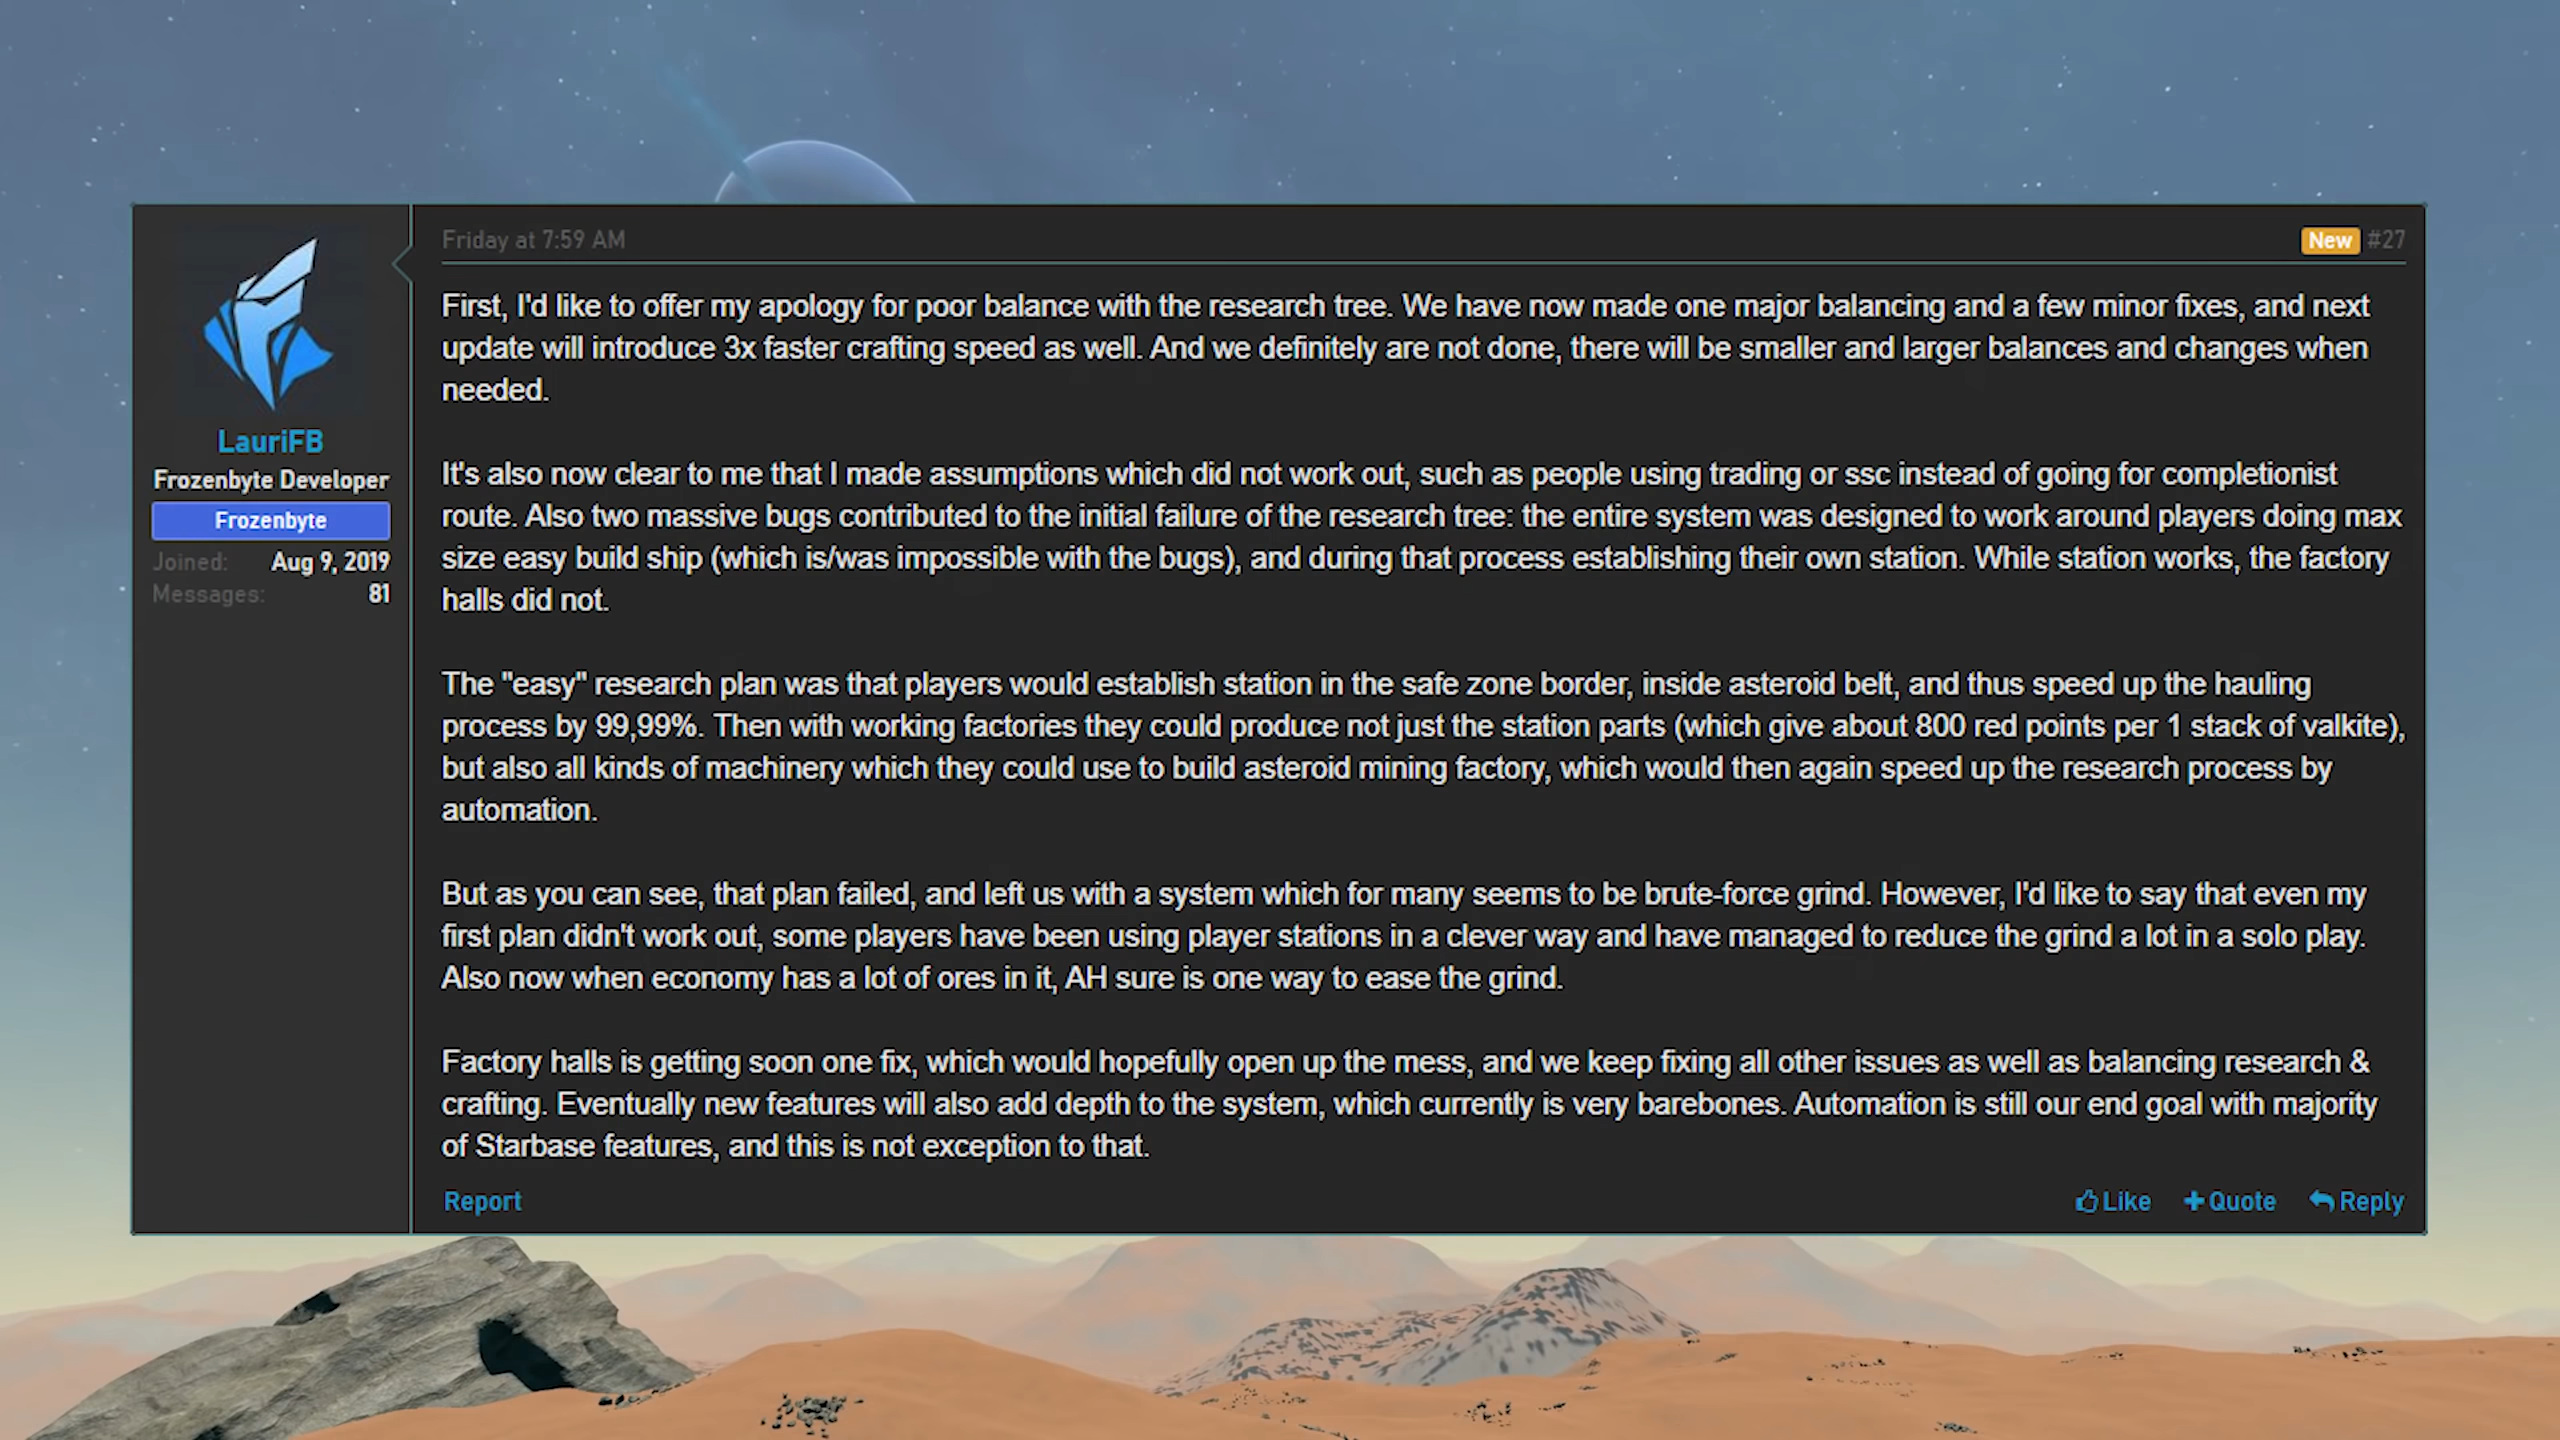 Friday at 7:59 AM
New #27
LauriFB
Frozenbyte Developer
Frozenbyte
Joined: Aug 9, 2019
Messages: 81
First, I'd like to offer my apology for poor balance with the research tree. We have now made one major balancing and a few minor fixes, and next
update will introduce 3x faster crafting speed as well. And we definitely are not done, there will be smaller and larger balances and changes when
needed.
It's also now clear to me that I made assumptions which did not work out, such as people using trading or ssc instead of going for completionist
route. Also two massive bugs contributed to the initial failure of the research tree: the entire system was designed to work around players doing max
size easy build ship (which is/was impossible with the bugs), and during that process establishing their own station. While station works, the factory
halls did not.
The "easy" research plan was that players would establish station in the safe zone border, inside asteroid belt, and thus speed up the hauling
process by 99,99%. Then with working factories they could produce not just the station parts (which give about 800 red points per 1 stack of valkite),
but also all kinds of machinery which they could use to build asteroid mining factory, which would then again speed up the research process by
automation.
But as you can see, that plan failed, and left us with a system which for many seems to be brute-force grind. However, I'd like to say that even my
first plan didn't work out, some players have been using player stations in a clever way and have managed to reduce the grind a lot in a solo play.
Also now when economy has a lot of ores in it, AH sure is one way to ease the grind.
Factory halls is getting soon one fix, which would hopefully open up the mess, and we keep fixing all other issues as well as balancing research &
crafting. Eventually new features will also add depth to the system, which currently is very barebones. Automation is still our end goal with majority
of Starbase features, and this is not exception to that.
Report
Like Quote Reply